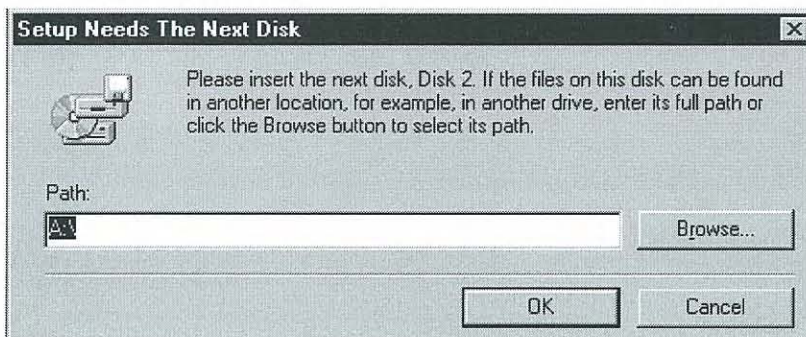 Setup Needs The Next Disk
Please insert the next disk, Disk 2. If the files on this disk can be found
in another location, for example, in another drive, enter its full path or
click the Browse button to select its path.
Path:
A:\
Browse...
OK
Cancel